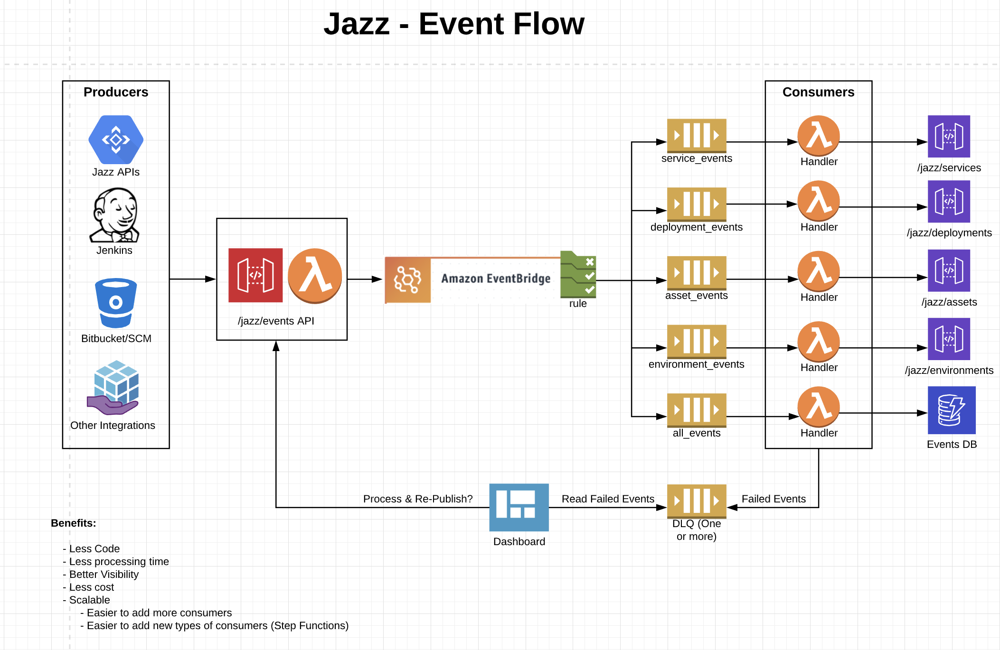 Jazz - Event Flow
Producers
Jazz APIs
Jenkins
Bitbucket/SCM
Other Integrations
/jazz/events API
Amazon EventBridge
rule
service_events
deployment_events
asset_events
environment_events
all_events
Consumers
Handler
Handler
Handler
Handler
Handler
/jazz/services
/jazz/deployments
/jazz/assets
/jazz/environments
Events DB
Process & Re-Publish?
Dashboard
Read Failed Events
DLQ (One
or more)
Failed Events
Benefits:
- Less Code
- Less processing time
- Better Visibility
- Less cost
- Scalable
- Easier to add more consumers
- Easier to add new types of consumers (Step Functions)